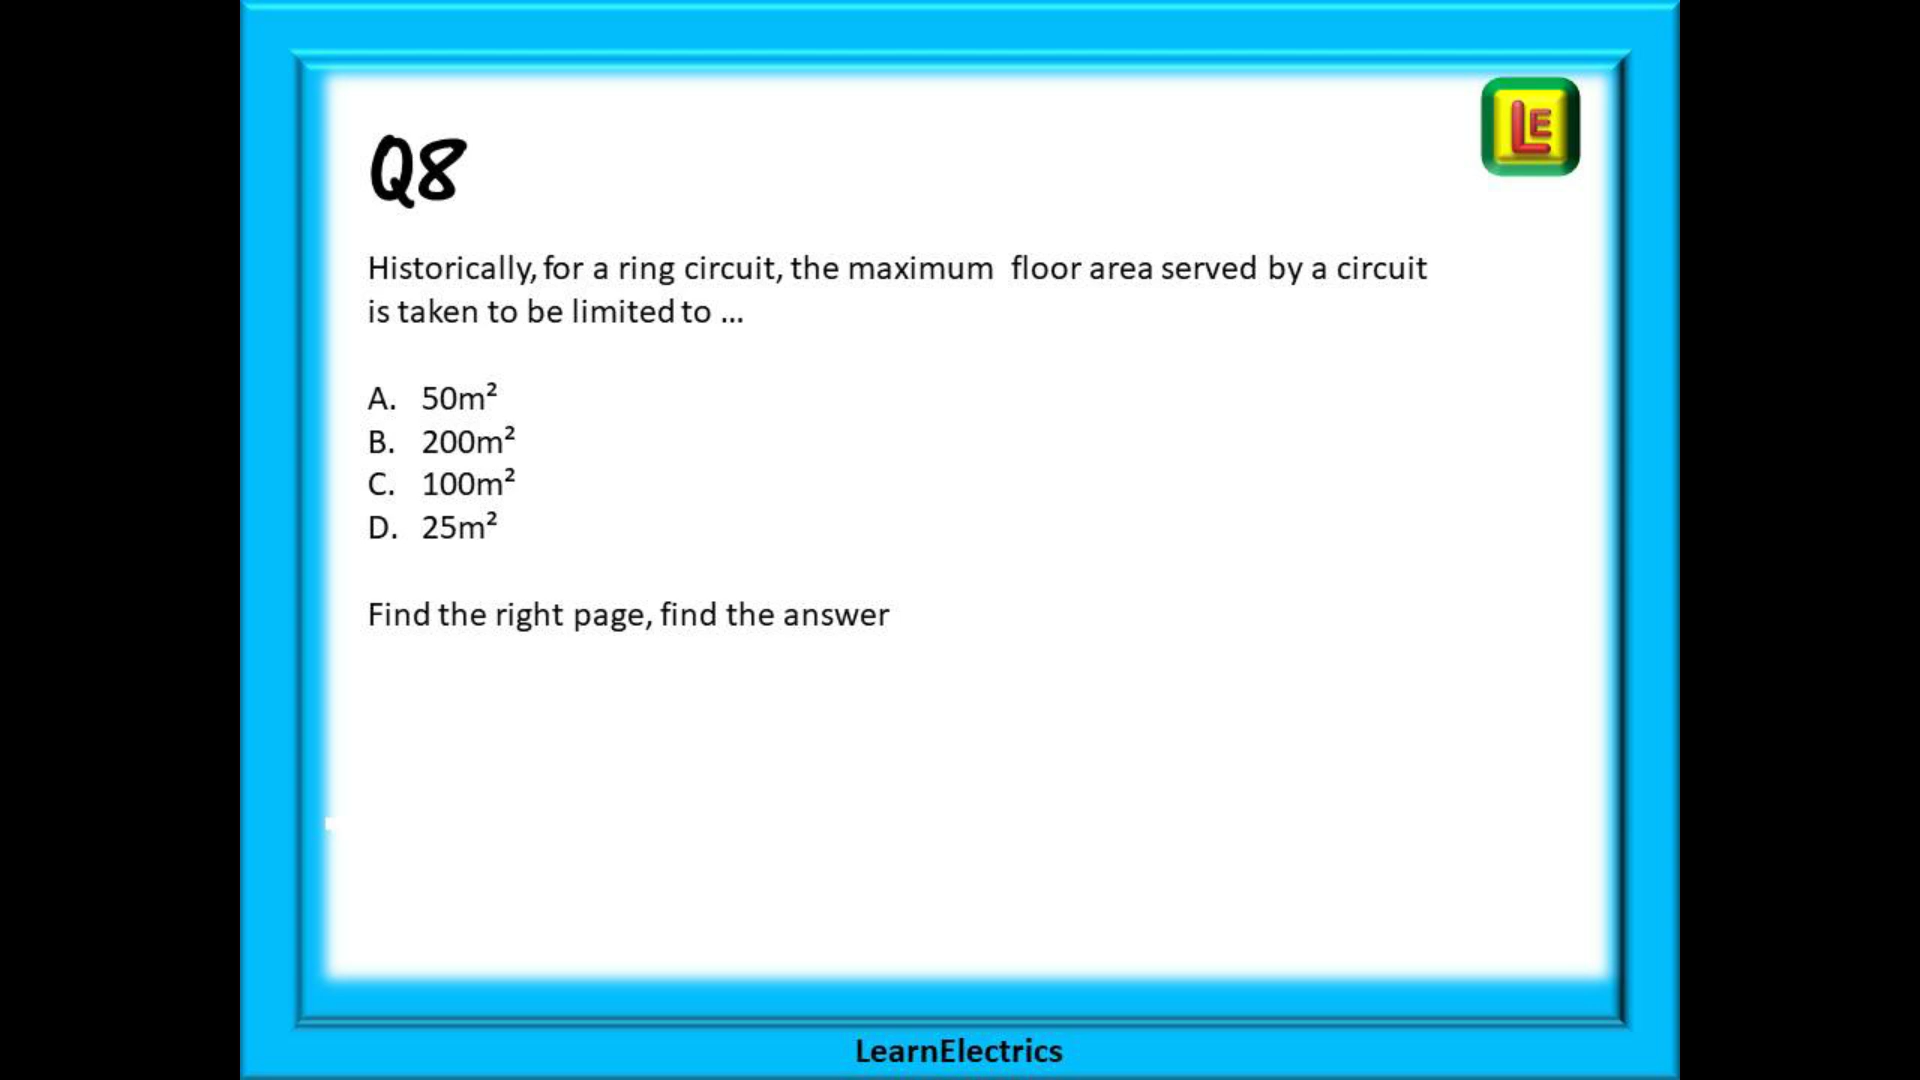 LE
Q8
Historically, for a ring circuit, the maximum floor area served by a circuit
is taken to be limited to ...
A. 50m²
B. 200m²
C. 100m²
D. 25m²
Find the right page, find the answer
LearnElectrics